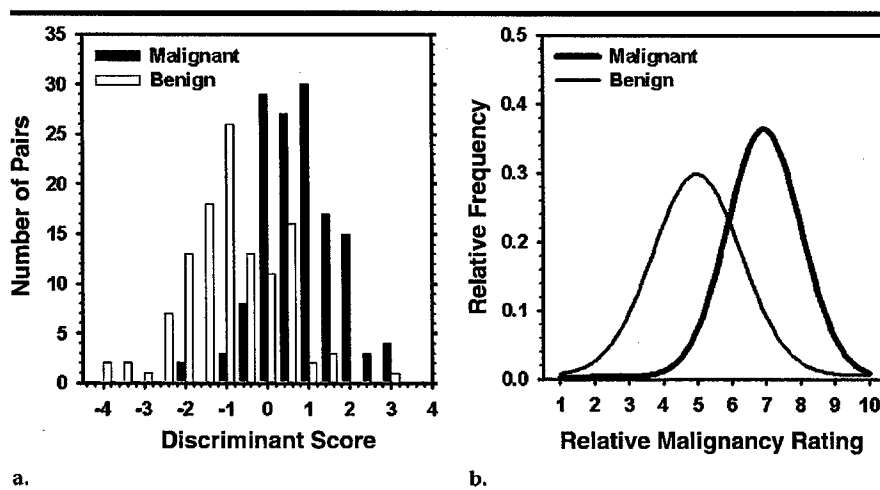 35
30
25
20
15
10
5
0
Number of Pairs
Malignant
Benign
-4 -3 -2 -1 0 1 2 3 4
Discriminant Score
a.
0.5
0.4
0.3
0.2
0.1
0.0
Relative Frequency
Malignant
Benign
1 2 3 4 5 6 7 8 9 10
Relative Malignancy Rating
b.